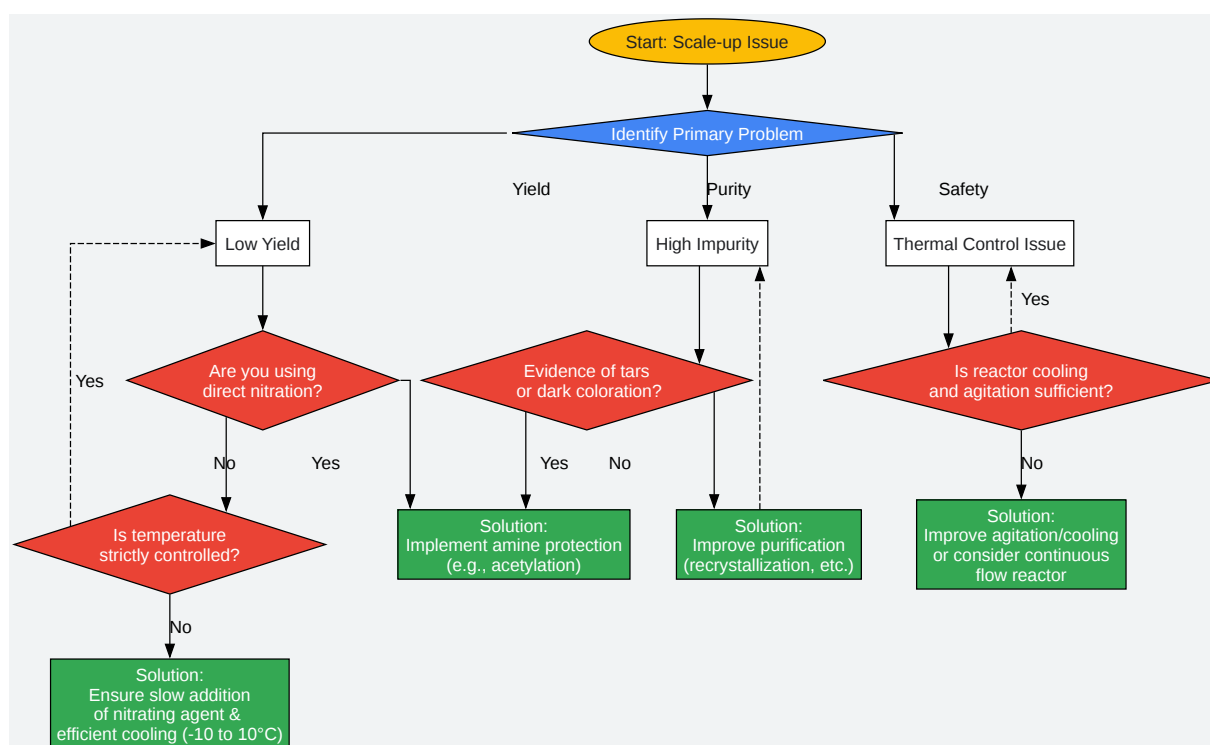 Start: Scale-up Issue
Identify Primary Problem
Yield
Purity
Safety
Low Yield
High Impurity
Thermal Control Issue
Yes
Yes
Are you using
direct nitration?
Evidence of tars
or dark coloration?
Is reactor cooling
and agitation sufficient?
No
Yes
Yes
No
No
Is temperature
strictly controlled?
Solution:
Implement amine protection
(e.g., acetylation)
Solution:
Improve purification
(recrystallization, etc.)
Solution:
Improve agitation/cooling
or consider continuous
flow reactor
No
Solution:
Ensure slow addition
of nitrating agent &
efficient cooling (-10 to 10°C)